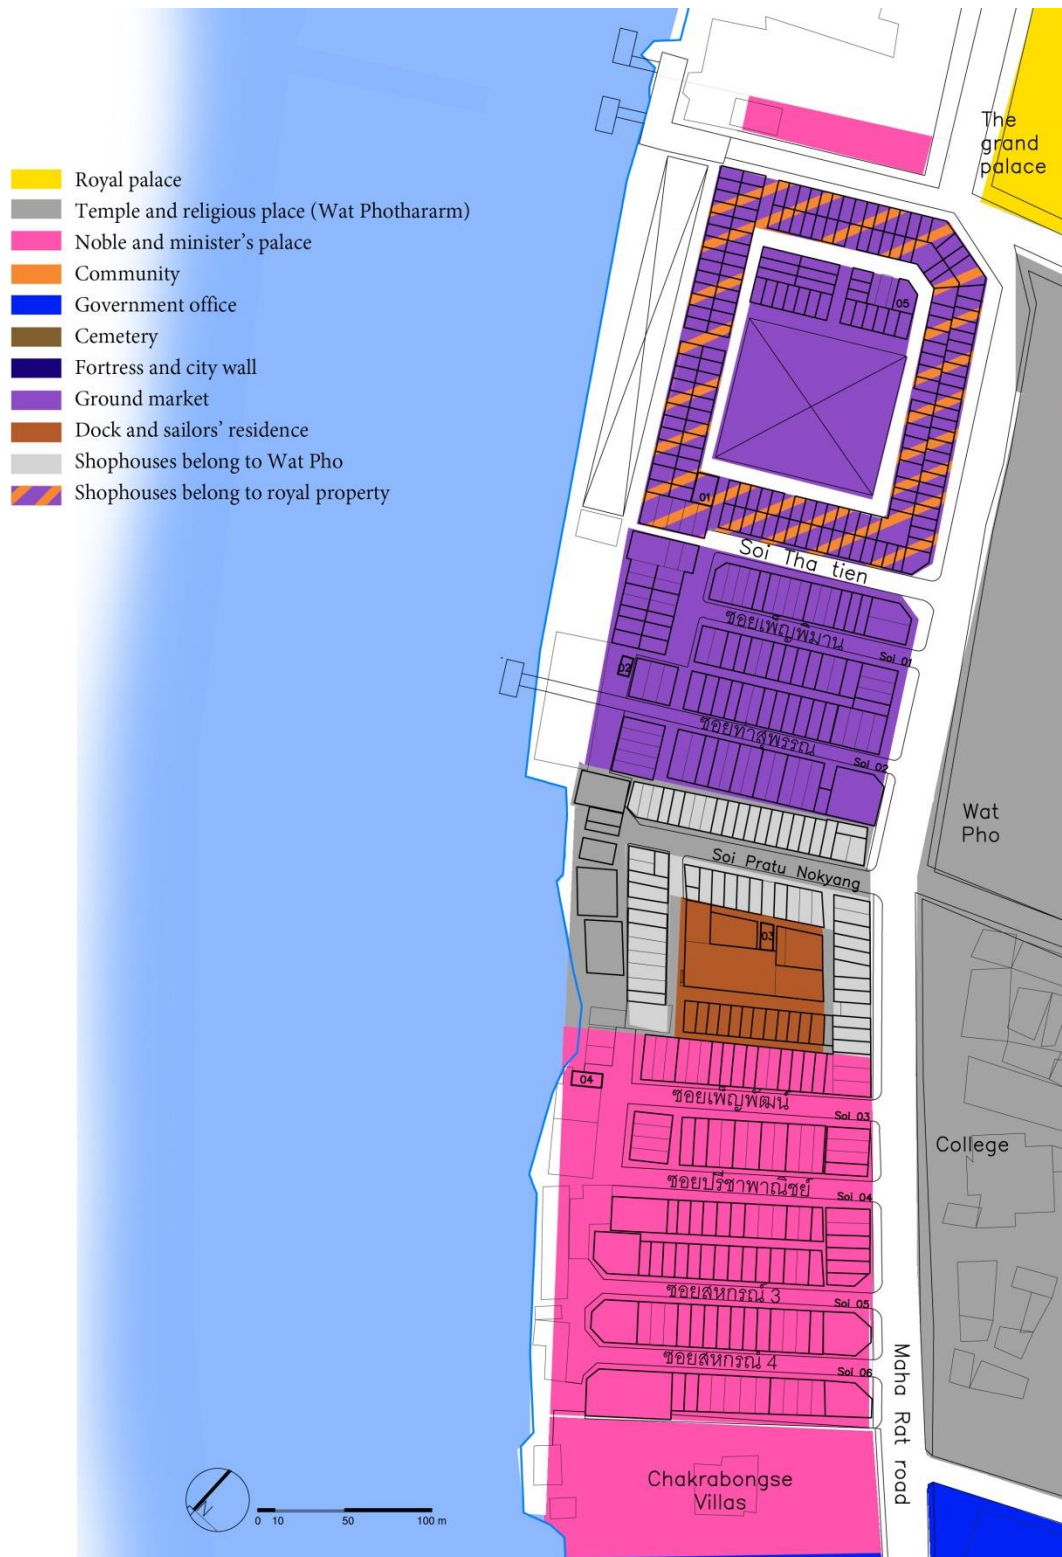 The
grand
palace
Royal palace
Temple and religious place (Wat Phothararm)
Noble and minister's palace
Community
Government office
Cemetery
Fortress and city wall
Ground market
Dock and sailors' residence
Shophouses belong to Wat Pho
Shophouses belong to royal property
05
01
Soi Tha tien
ซอยเพ็ญพิมาน
Soi 01
02
ซอยท่าสุพรรณ
Soi 02
Wat
Pho
Soi Pratu Nokyang
03
04
ซอยเพ็ญพัฒน์
Soi 03
College
ซอยปรีชาพาณิชย์
Soi 04
ซอยสหกรณ์ 3
Soi 05
ซอยสหกรณ์ 4
Soi 06
Maha Rat road
Chakrabongse
Villas
N
0 10 50 100 m